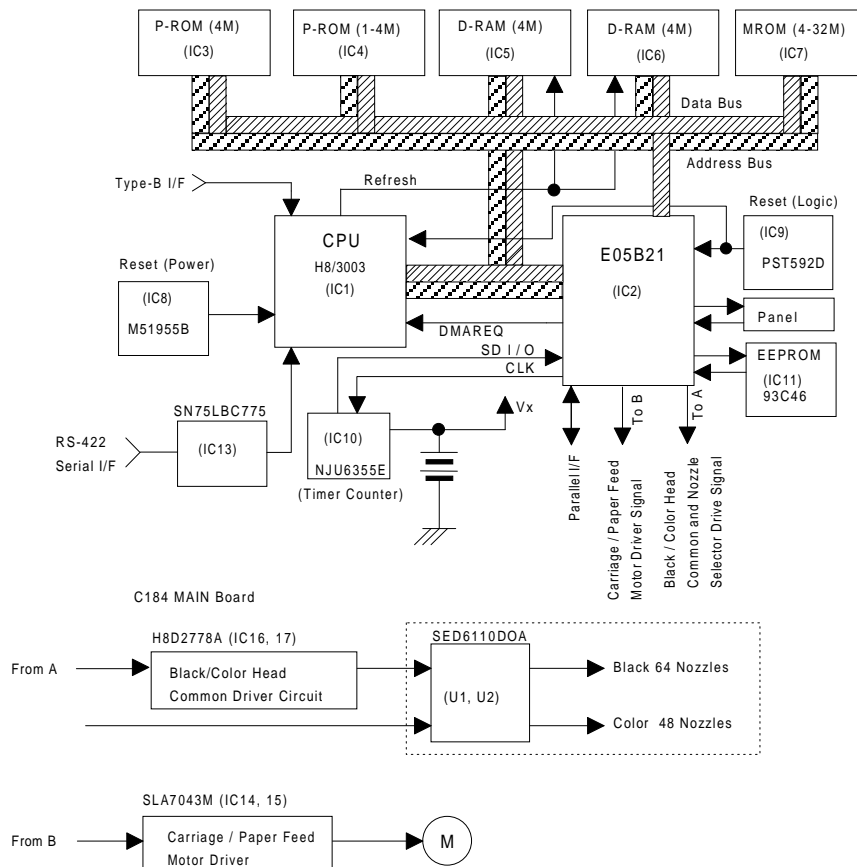 P-ROM (4M)
(IC3)
P-ROM (1-4M)
(IC4)
D-RAM (4M)
(IC5)
D-RAM (4M)
(IC6)
MROM (4-32M)
(IC7)
Data Bus
Address Bus
Type-B I/F
Refresh
Reset (Logic)
CPU
H8/3003
(IC1)
E05B21
(IC2)
(IC9)
PST592D
Reset (Power)
(IC8)
M51955B
Panel
DMAREQ
SD I / O
CLK
EEPROM
(IC11)
93C46
SN75LBC775
(IC13)
RS-422
Serial I/F
(IC10)
NJU6355E
(Timer Counter)
Vx
To B
To A
Parallel I/F
Carriage / Paper Feed
Motor Driver Signal
Black / Color Head
Common and Nozzle
Selector Drive Signal
C184 MAIN Board
H8D2778A (IC16, 17)
SED6110DOA
From A
Black/Color Head
Common Driver Circuit
(U1, U2)
Black 64 Nozzles
Color 48 Nozzles
SLA7043M (IC14, 15)
From B
Carriage / Paper Feed
Motor Driver
M